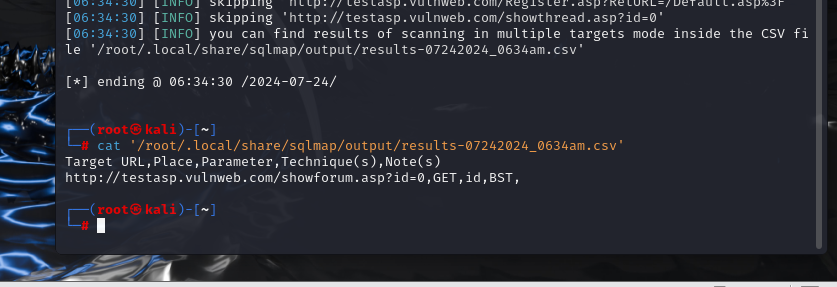 [06:34:30] [INFO] skipping 'http://testasp.vulnweb.com/Register.asp?RetURL=/Default.asp%3F'
[06:34:30] [INFO] skipping 'http://testasp.vulnweb.com/showthread.asp?id=0'
[06:34:30] [INFO] you can find results of scanning in multiple targets mode inside the CSV fi
le '/root/.local/share/sqlmap/output/results-07242024_0634am.csv'
[*] ending @ 06:34:30 /2024-07-24/
┌──(root㉿kali)-[~]
└─# cat '/root/.local/share/sqlmap/output/results-07242024_0634am.csv'
Target URL,Place,Parameter,Technique(s),Note(s)
http://testasp.vulnweb.com/showforum.asp?id=0,GET,id,BST,
┌──(root㉿kali)-[~]
└─#